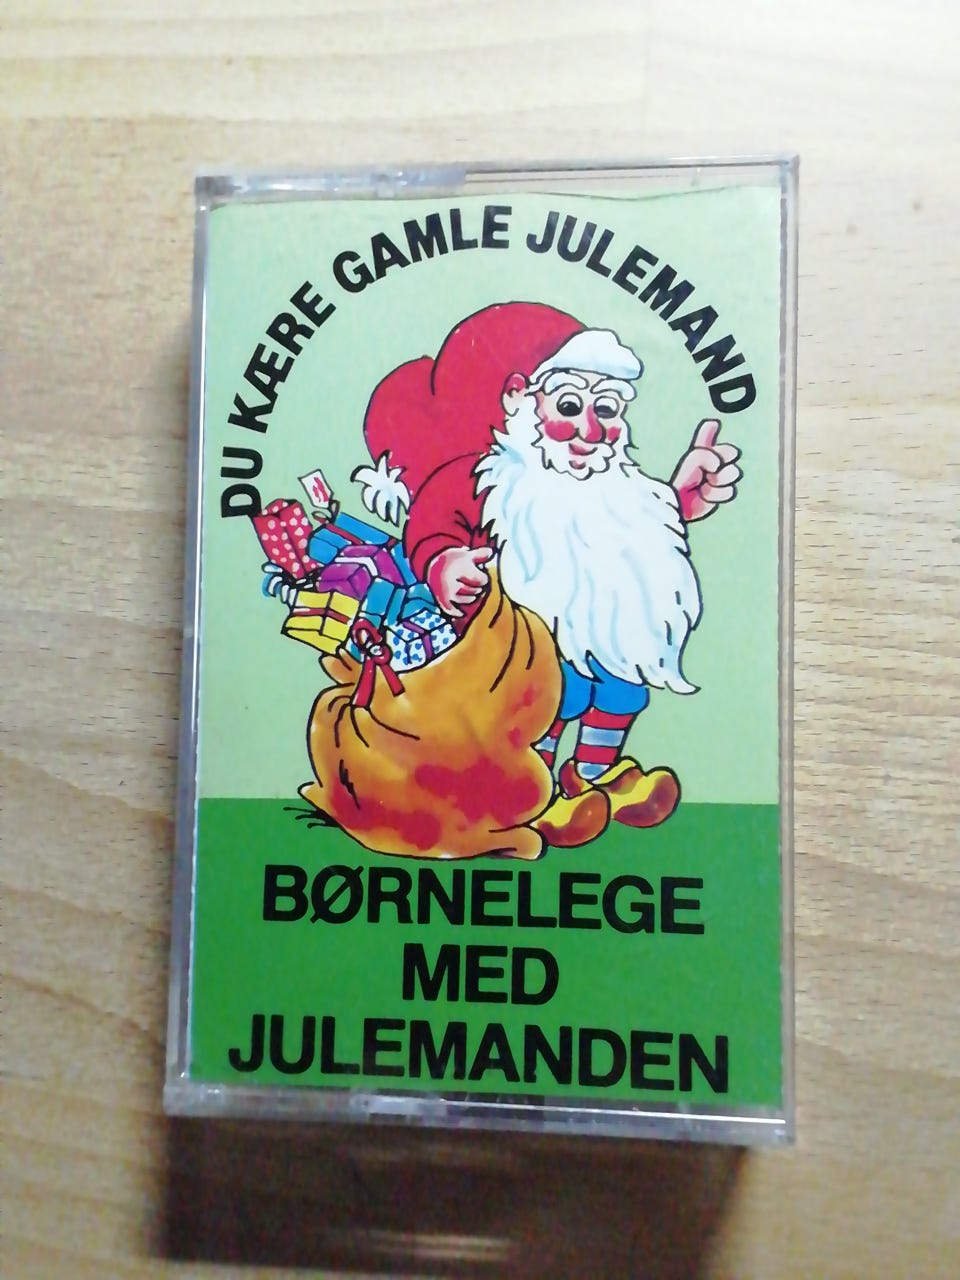 DU KÆRE GAMLE JULEMAND
BØRNELEGE
MED
JULEMANDEN